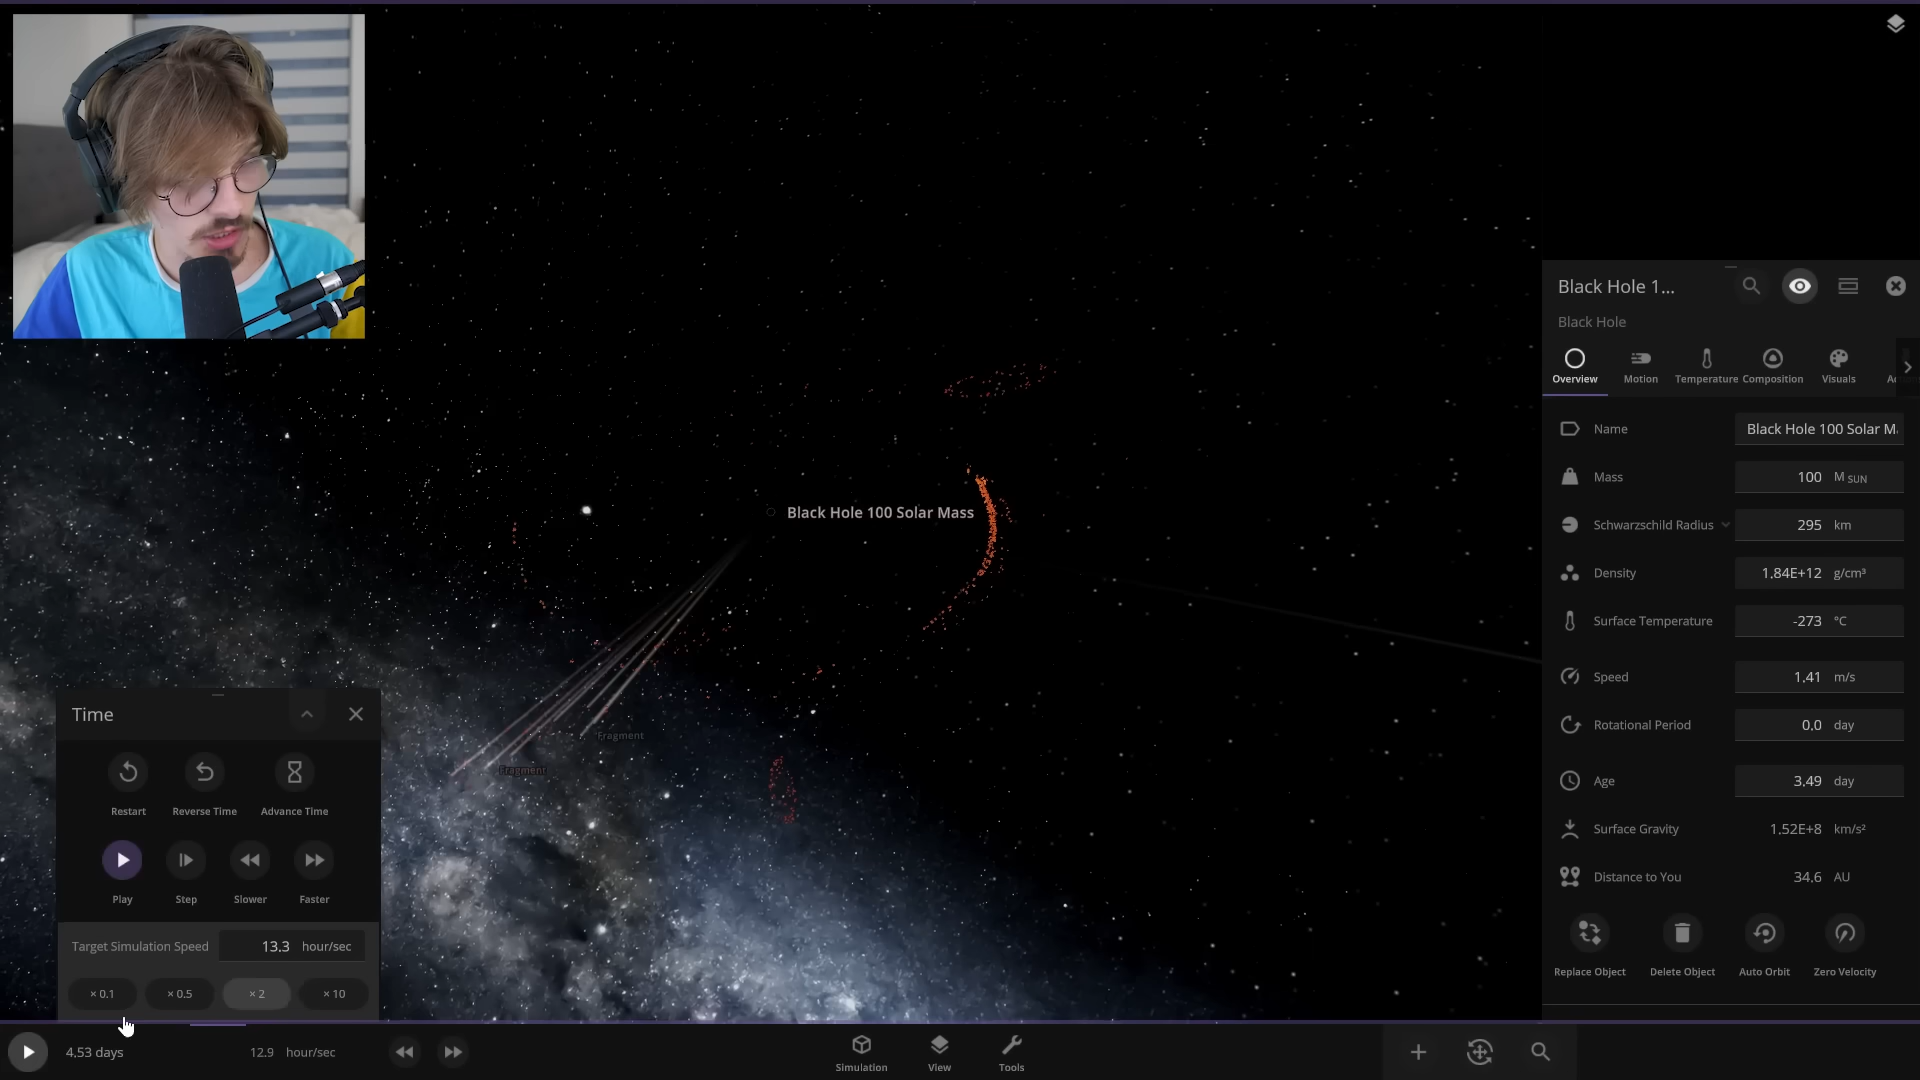 Black Hole 1...
Black Hole
Overview
Motion
Temperature
Composition
Visuals
Name
Black Hole 100 Solar M
Mass
100 M SUN
Schwarzschild Radius
295 km
Density
1.84E+12 g/cm³
Surface Temperature
-273 °C
Speed
1.41 m/s
Rotational Period
0.0 day
Age
3.49 day
Surface Gravity
1.52E+8 km/s²
Distance to You
34.6 AU
Replace Object
Delete Object
Auto Orbit
Zero Velocity
Black Hole 100 Solar Mass
Fragment
Fragment
Time
Restart
Reverse Time
Advance Time
Play
Step
Slower
Faster
Target Simulation Speed
13.3 hour/sec
× 0.1
× 0.5
× 2
× 10
4.53 days
12.9 hour/sec
Simulation
View
Tools